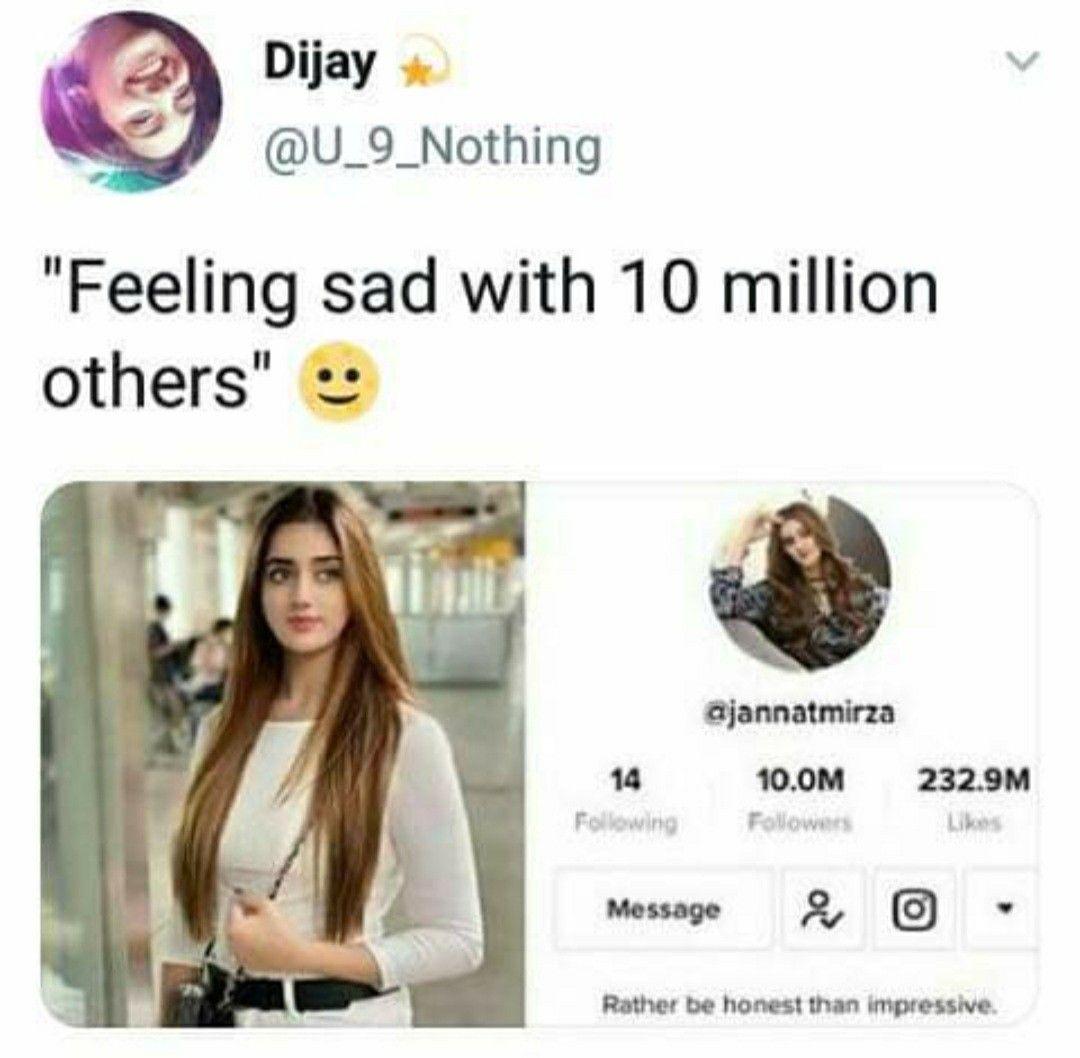 Dijay 💫
@U_9_Nothing
"Feeling sad with 10 million
others" 🙂
@jannatmirza
14 10.0M 232.9M
Following Followers Likes
Message
Rather be honest than impressive.